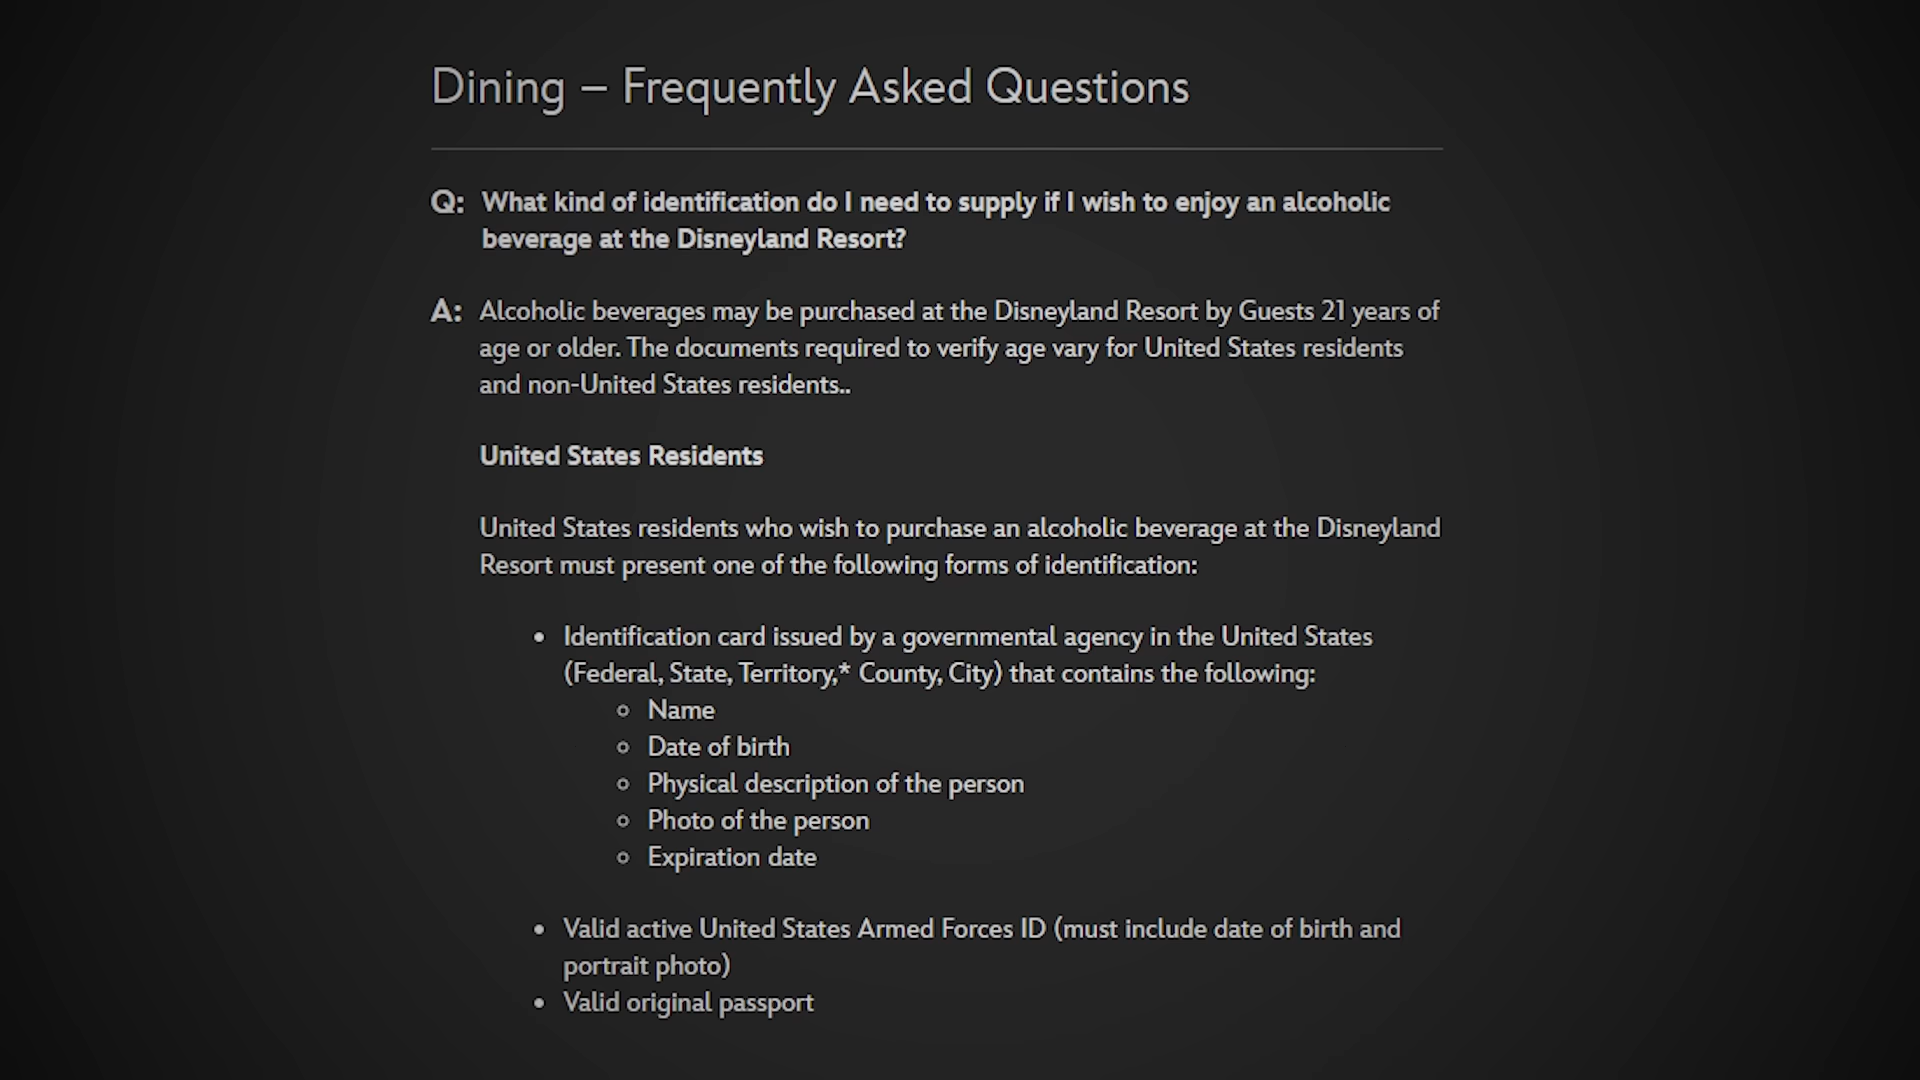 Dining – Frequently Asked Questions
Q: What kind of identification do I need to supply if I wish to enjoy an alcoholic
beverage at the Disneyland Resort?
A: Alcoholic beverages may be purchased at the Disneyland Resort by Guests 21 years of
age or older. The documents required to verify age vary for United States residents
and non-United States residents..
United States Residents
United States residents who wish to purchase an alcoholic beverage at the Disneyland
Resort must present one of the following forms of identification:
• Identification card issued by a governmental agency in the United States
(Federal, State, Territory,* County, City) that contains the following:
◦ Name
◦ Date of birth
◦ Physical description of the person
◦ Photo of the person
◦ Expiration date
• Valid active United States Armed Forces ID (must include date of birth and
portrait photo)
• Valid original passport